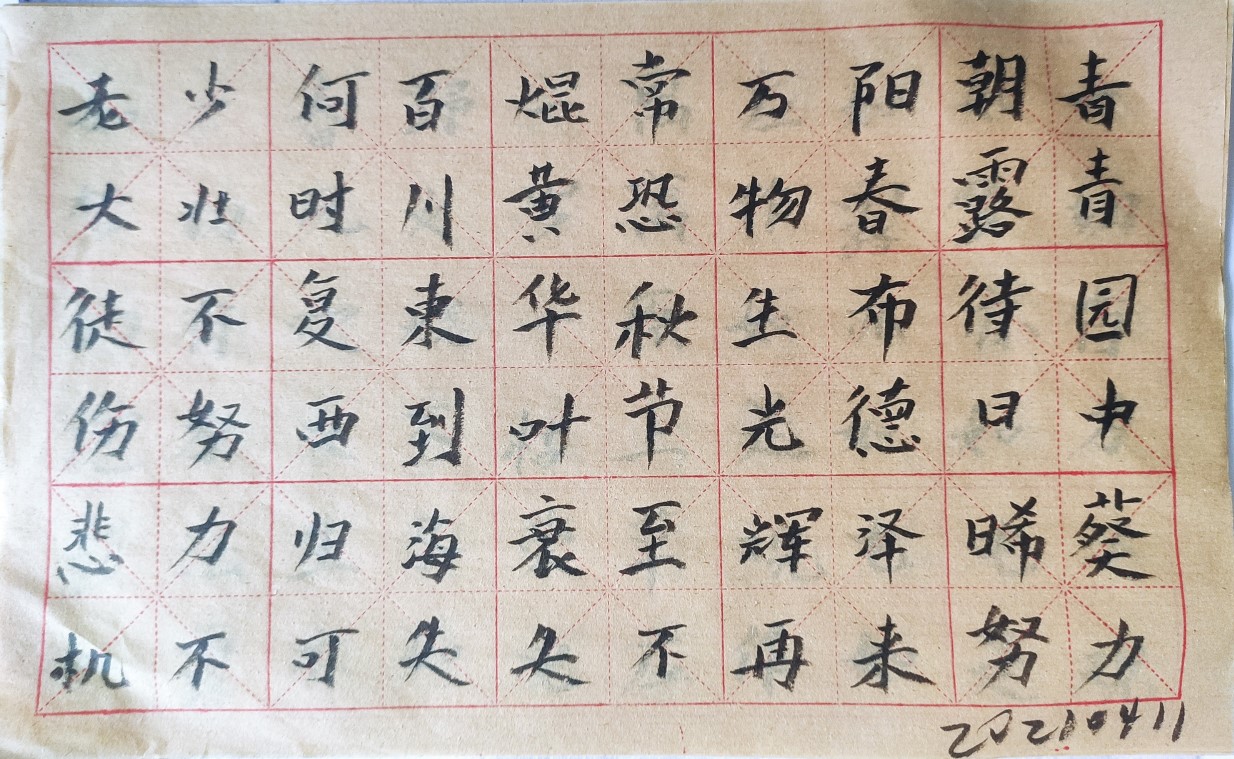 青青园中葵力
朝露待日晞努
阳春布德泽来
万物生光辉再
常恐秋节至不
焜黄华叶衰久
百川东到海失
何时复西归可
少壮不努力不
老大徒伤悲机
20210411